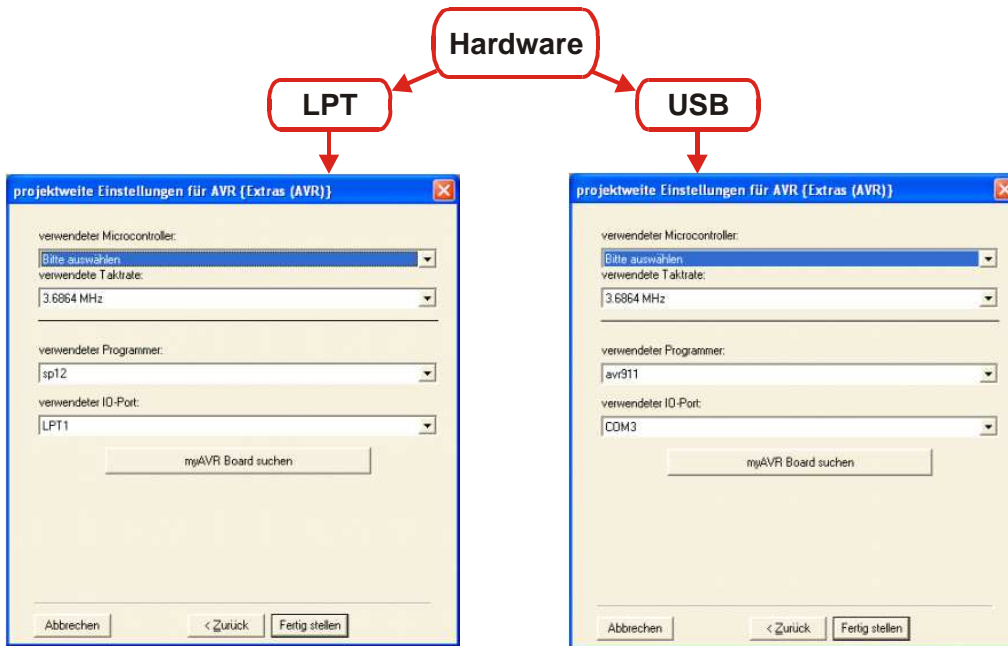 Hardware
LPT
USB
projektweite Einstellungen für AVR {Extras (AVR)}
verwendeter Microcontroller:
Bitte auswählen
verwendete Taktrate:
3.6864 MHz
verwendeter Programmer:
sp12
verwendeter IO-Port:
LPT1
myAVR Board suchen
Abbrechen
< Zurück
Fertig stellen
projektweite Einstellungen für AVR {Extras (AVR)}
verwendeter Microcontroller:
Bitte auswählen
verwendete Taktrate:
3.6864 MHz
verwendeter Programmer:
avr911
verwendeter IO-Port:
COM3
myAVR Board suchen
Abbrechen
< Zurück
Fertig stellen